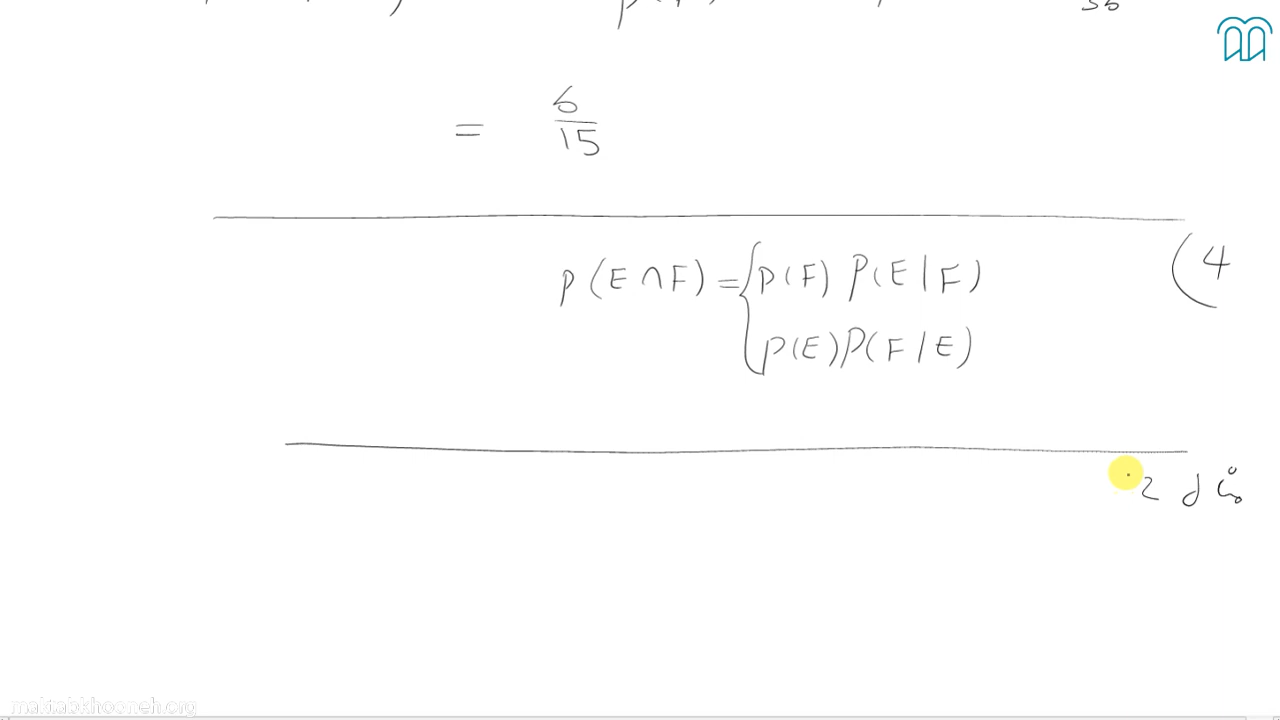 = 6/15
(4 P(E∩F) = { P(F) P(E|F)
P(E) P(F|E)
مثال 2
maktabkhooneh.org